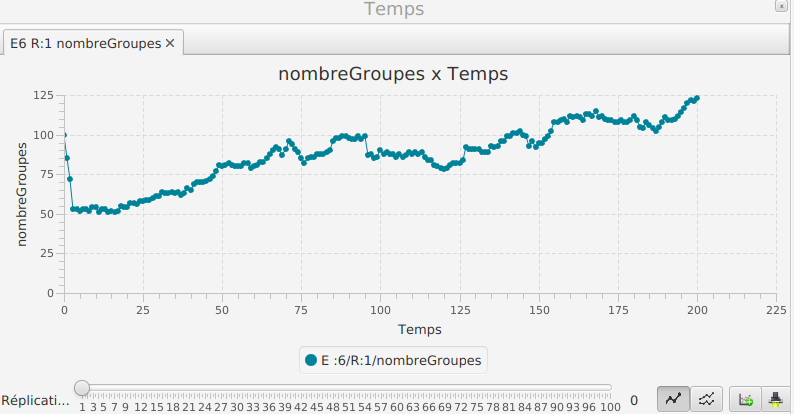 Temps
E6 R:1 nombreGroupes ×
nombreGroupes x Temps
nombreGroupes
125
100
75
50
25
0
0 25 50 75 100 125 150 175 200 225
Temps
E :6/R:1/nombreGroupes
Réplicati...
1 3 5 7 9 12 15 18 21 24 27 30 33 36 39 42 45 48 51 54 57 60 63 66 69 72 75 78 81 84 87 90 93 96 100
0